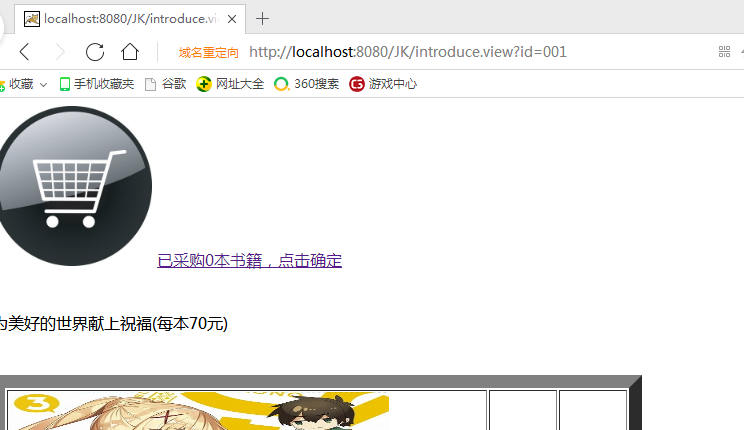 localhost:8080/JK/introduce.vi
域名重定向 http://localhost:8080/JK/introduce.view?id=001
收藏 手机收藏夹 谷歌 网址大全 360搜索 游戏中心
已采购0本书籍，点击确定
为美好的世界献上祝福(每本70元)
3